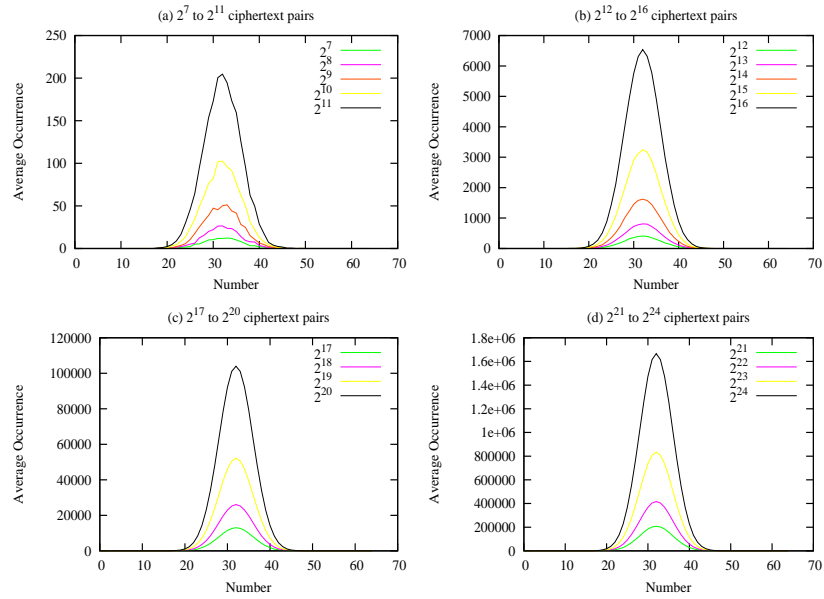 (a) 2^7 to 2^11 ciphertext pairs
250
200
150
100
50
0
0 10 20 30 40 50 60 70
Average Occurrence
Number
2^7
2^8
2^9
2^10
2^11
(b) 2^12 to 2^16 ciphertext pairs
7000
6000
5000
4000
3000
2000
1000
0
0 10 20 30 40 50 60 70
Average Occurrence
Number
2^12
2^13
2^14
2^15
2^16
(c) 2^17 to 2^20 ciphertext pairs
120000
100000
80000
60000
40000
20000
0
0 10 20 30 40 50 60 70
Average Occurrence
Number
2^17
2^18
2^19
2^20
(d) 2^21 to 2^24 ciphertext pairs
1.8e+06
1.6e+06
1.4e+06
1.2e+06
1e+06
800000
600000
400000
200000
0
0 10 20 30 40 50 60 70
Average Occurrence
Number
2^21
2^22
2^23
2^24